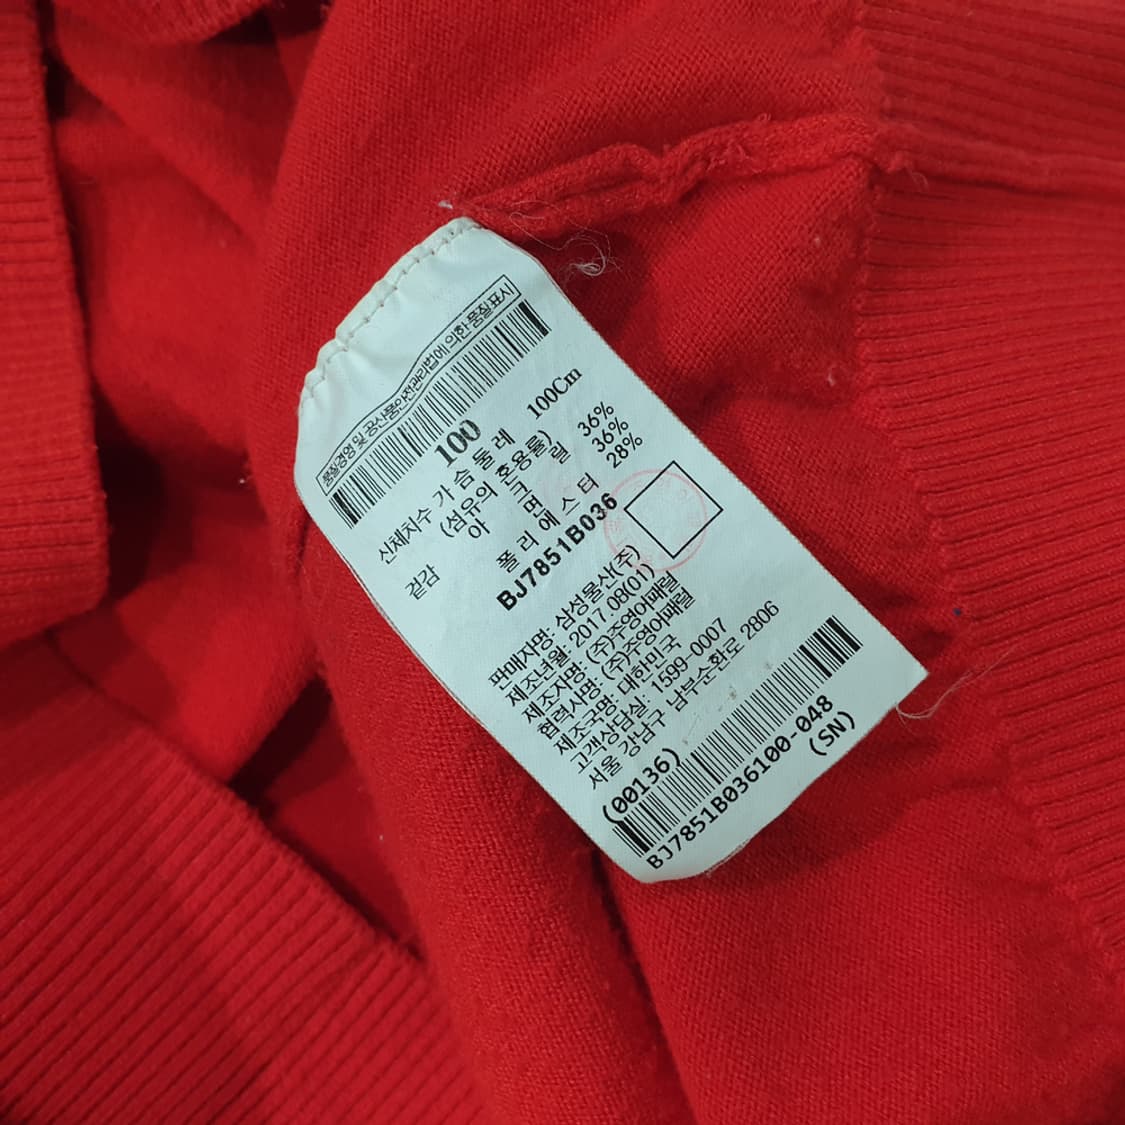 품질경영 및 공산품안전관리법에 의한 품질표시
100
신체치수 가 슴 둘 레 100Cm
(섬유의 혼용률)
겉감 아 크 릴 36%
면 36%
폴 리 에 스 터 28%
BJ7851B036
판매자명: 삼성물산(주)
제조년월: 2017.08(01)
제조자명: (주)주영어패럴
협력사명: (주)주영어패럴
제조국명: 대한민국
고객상담실: 1599-0007
서울 강남구 남부순환로 2806
(00136)
BJ7851B036100-048
(SN)